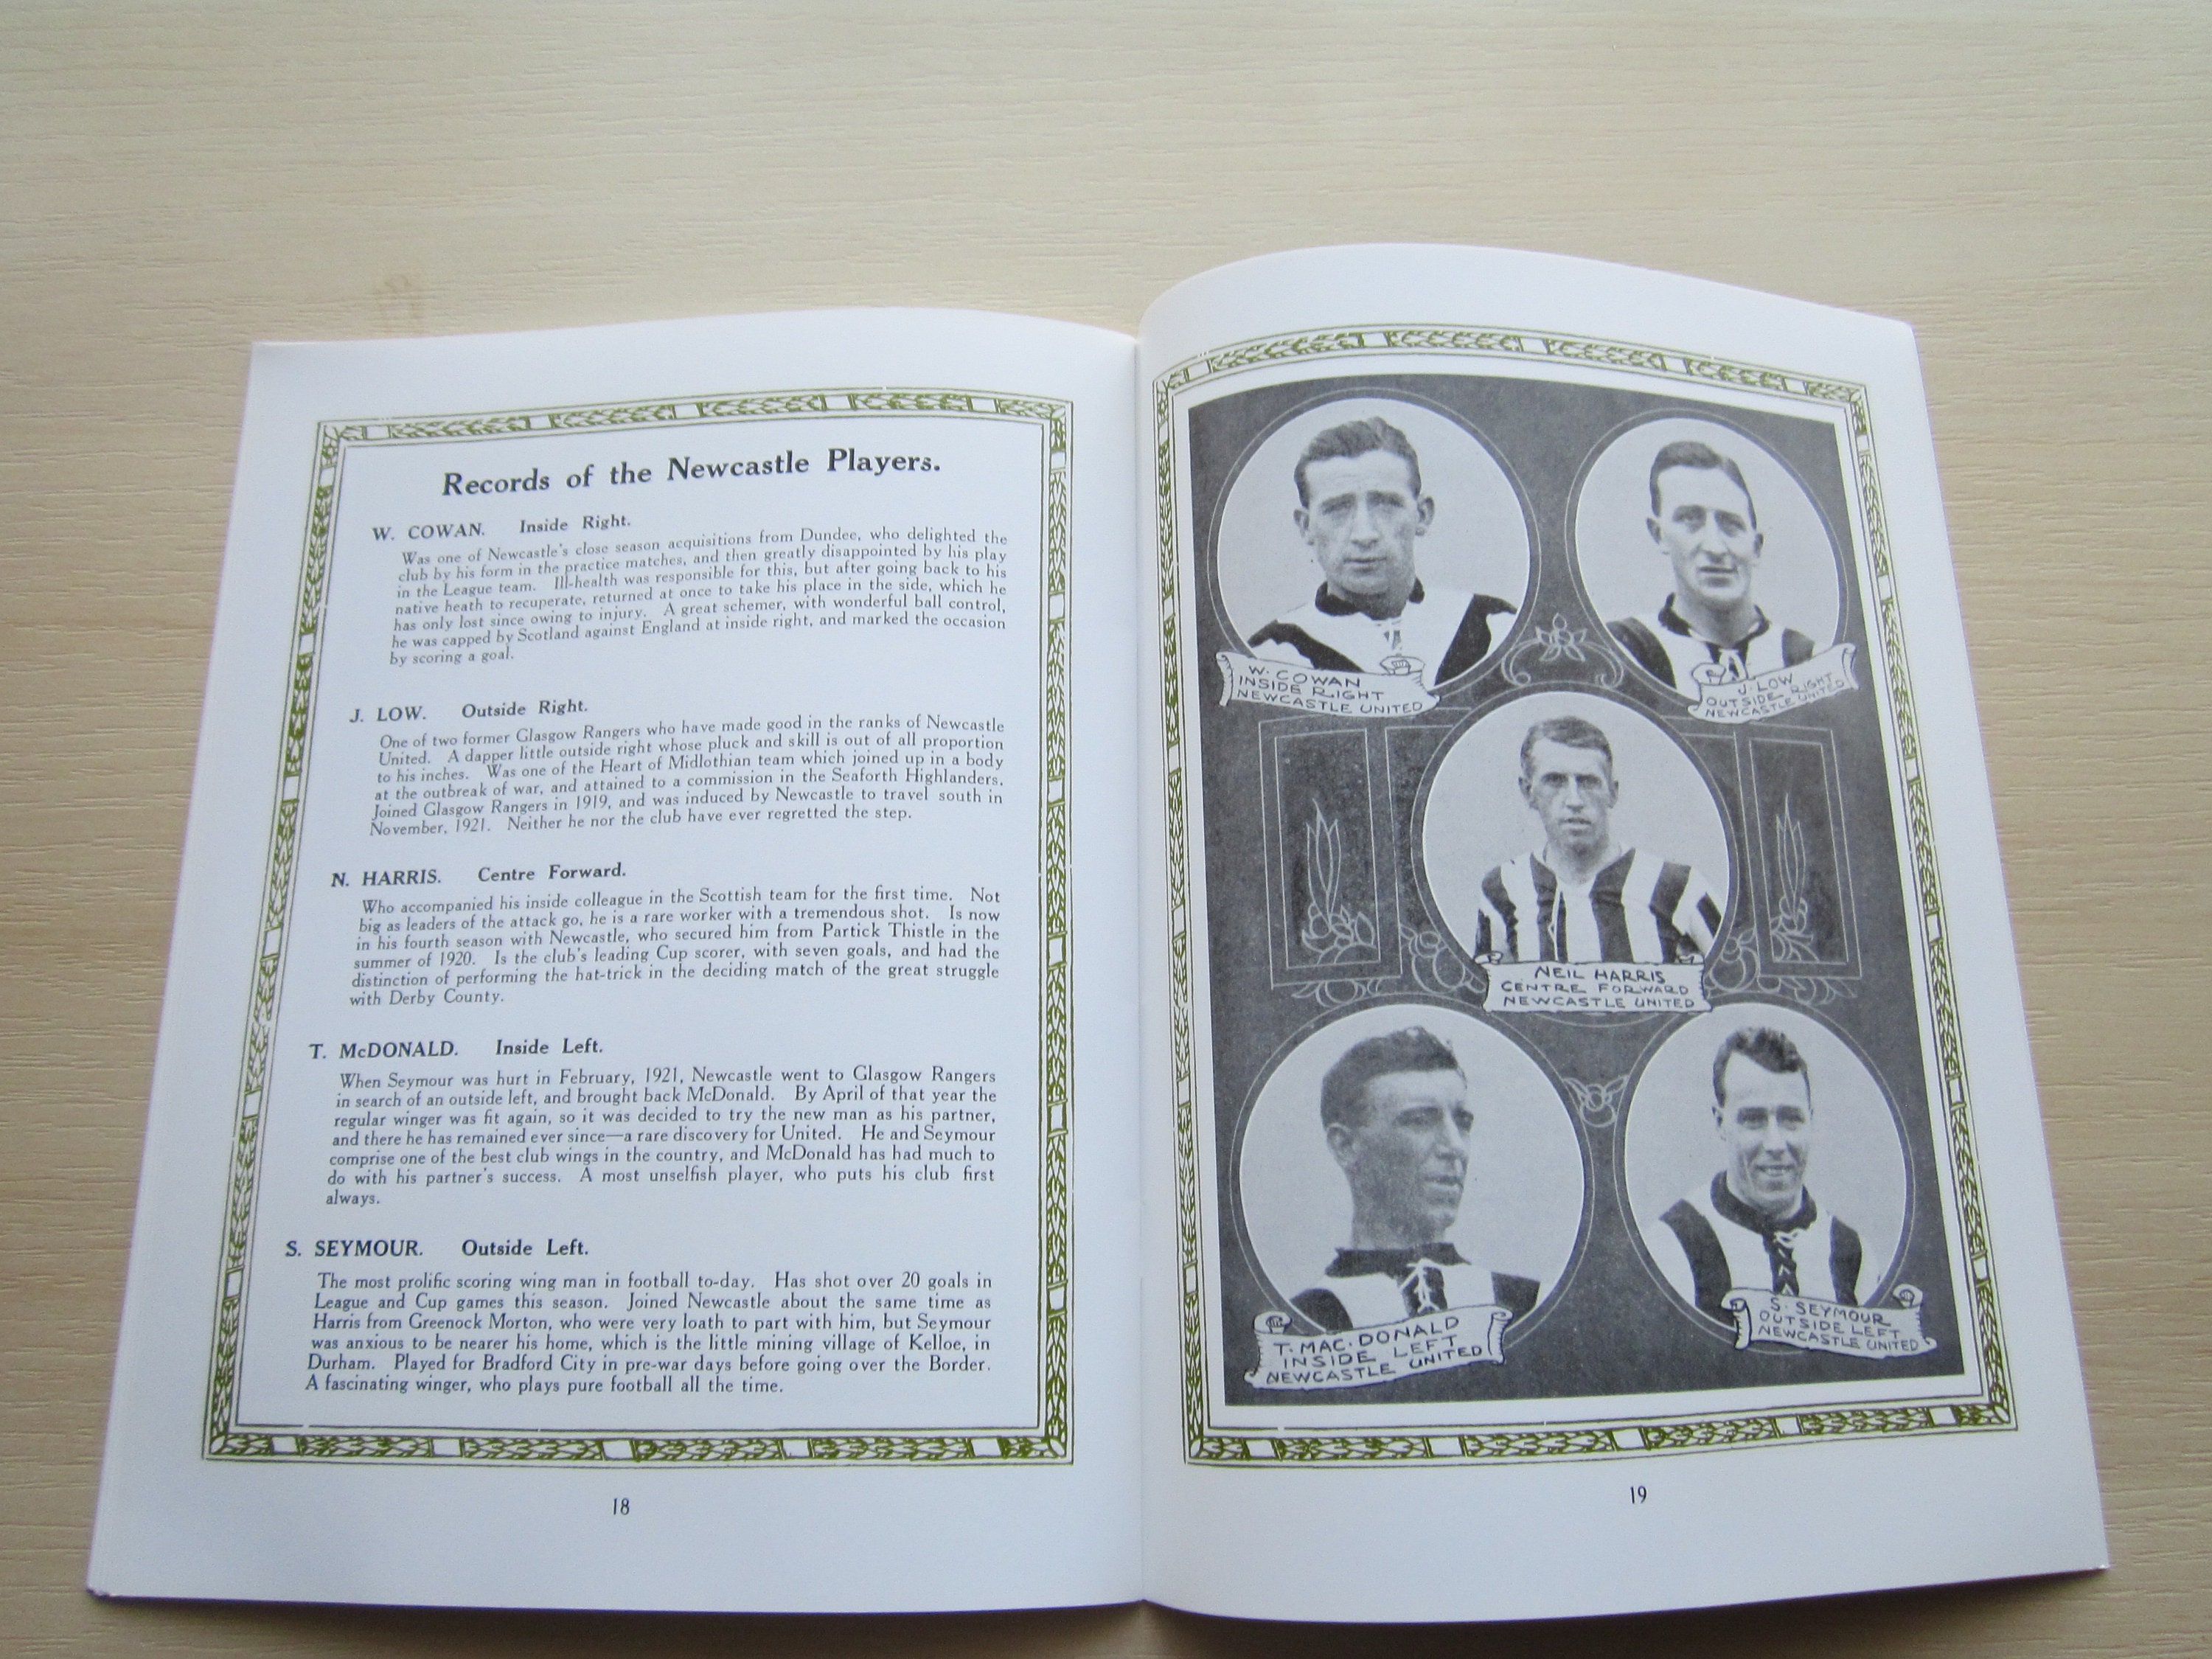 Records of the Newcastle Players.
W. COWAN. Inside Right.
Was one of Newcastle's close season acquisitions from Dundee, who delighted the
club by his form in the practice matches, and then greatly disappointed by his play
in the League team. Ill-health was responsible for this, but after going back to his
native heath to recuperate, returned at once to take his place in the side, which he
has only lost since owing to injury. A great schemer, with wonderful ball control,
he was capped by Scotland against England at inside right, and marked the occasion
by scoring a goal.
J. LOW. Outside Right.
One of two former Glasgow Rangers who have made good in the ranks of Newcastle
United. A dapper little outside right whose pluck and skill is out of all proportion
to his inches. Was one of the Heart of Midlothian team which joined up in a body
at the outbreak of war, and attained to a commission in the Seaforth Highlanders.
Joined Glasgow Rangers in 1919, and was induced by Newcastle to travel south in
November, 1921. Neither he nor the club have ever regretted the step.
N. HARRIS. Centre Forward.
Who accompanied his inside colleague in the Scottish team for the first time. Not
big as leaders of the attack go, he is a rare worker with a tremendous shot. Is now
in his fourth season with Newcastle, who secured him from Partick Thistle in the
summer of 1920. Is the club's leading Cup scorer, with seven goals, and had the
distinction of performing the hat-trick in the deciding match of the great struggle
with Derby County.
T. McDONALD. Inside Left.
When Seymour was hurt in February, 1921, Newcastle went to Glasgow Rangers
in search of an outside left, and brought back McDonald. By April of that year the
regular winger was fit again, so it was decided to try the new man as his partner,
and there he has remained ever since—a rare discovery for United. He and Seymour
comprise one of the best club wings in the country, and McDonald has had much to
do with his partner's success. A most unselfish player, who puts his club first
always.
S. SEYMOUR. Outside Left.
The most prolific scoring wing man in football to-day. Has shot over 20 goals in
League and Cup games this season. Joined Newcastle about the same time as
Harris from Greenock Morton, who were very loath to part with him, but Seymour
was anxious to be nearer his home, which is the little mining village of Kelloe, in
Durham. Played for Bradford City in pre-war days before going over the Border.
A fascinating winger, who plays pure football all the time.
18
W. COWAN
INSIDE RIGHT
NEWCASTLE UNITED
J. LOW
OUTSIDE RIGHT
NEWCASTLE UNITED
NEIL HARRIS
CENTRE FORWARD
NEWCASTLE UNITED
T. MAC. DONALD
INSIDE LEFT
NEWCASTLE UNITED
S. SEYMOUR
OUTSIDE LEFT
NEWCASTLE UNITED
19